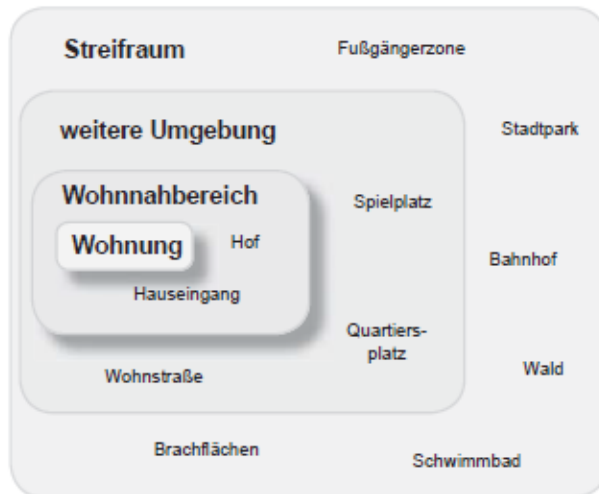 Streifraum
Fußgängerzone
weitere Umgebung
Stadtpark
Wohnnahbereich
Spielplatz
Wohnung
Hof
Bahnhof
Hauseingang
Quartiers-
platz
Wohnstraße
Wald
Brachflächen
Schwimmbad